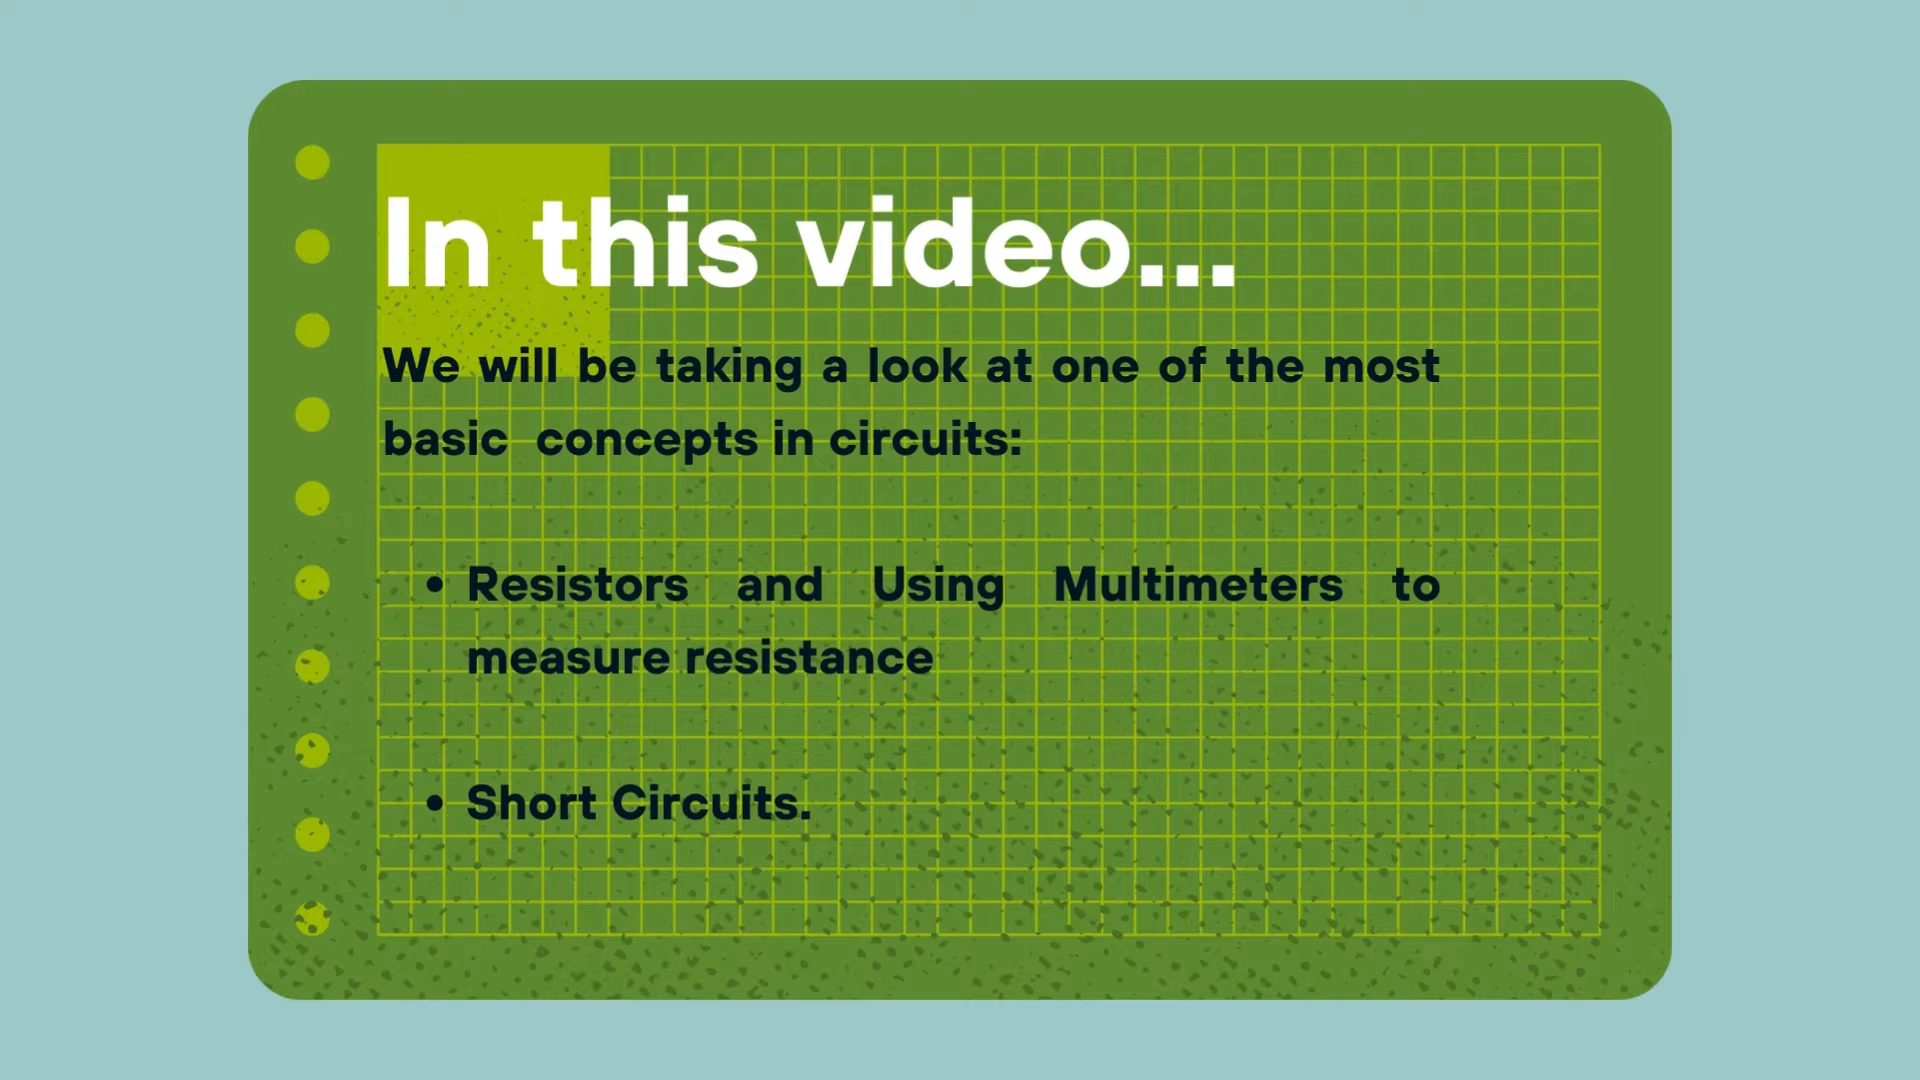 In this video...
We will be taking a look at one of the most
basic concepts in circuits:
• Resistors and Using Multimeters to
measure resistance
• Short Circuits.